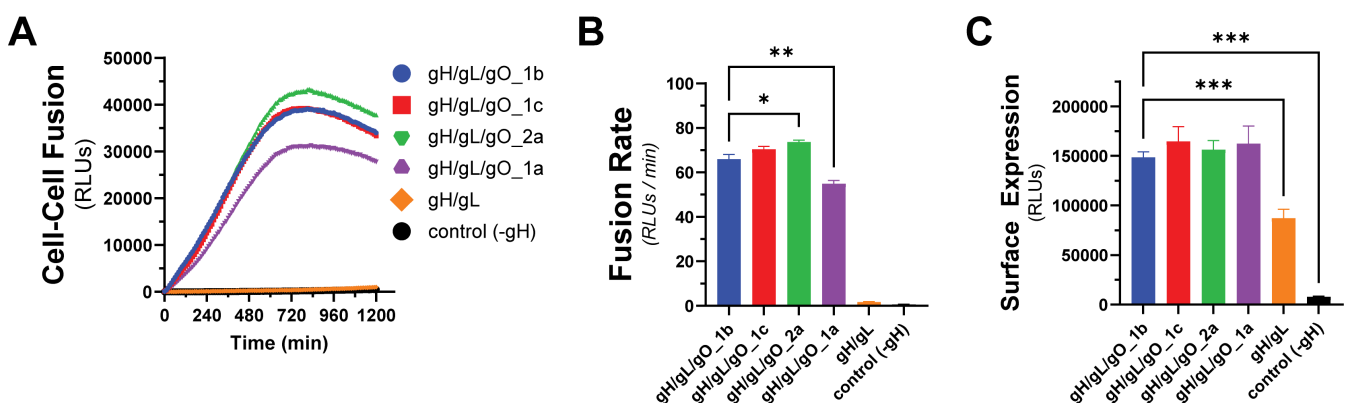 A
Cell-Cell Fusion
(RLUs)
50000
40000
30000
20000
10000
0
0 240 480 720 960 1200
Time (min)
gH/gL/gO_1b
gH/gL/gO_1c
gH/gL/gO_2a
gH/gL/gO_1a
gH/gL
control (-gH)
B
Fusion Rate
(RLUs / min)
100
80
60
40
20
0
**
*
gH/gL/gO_1b
gH/gL/gO_1c
gH/gL/gO_2a
gH/gL/gO_1a
gH/gL
control (-gH)
C
Surface Expression
(RLUs)
200000
150000
100000
50000
0
***
***
gH/gL/gO_1b
gH/gL/gO_1c
gH/gL/gO_2a
gH/gL/gO_1a
gH/gL
control (-gH)